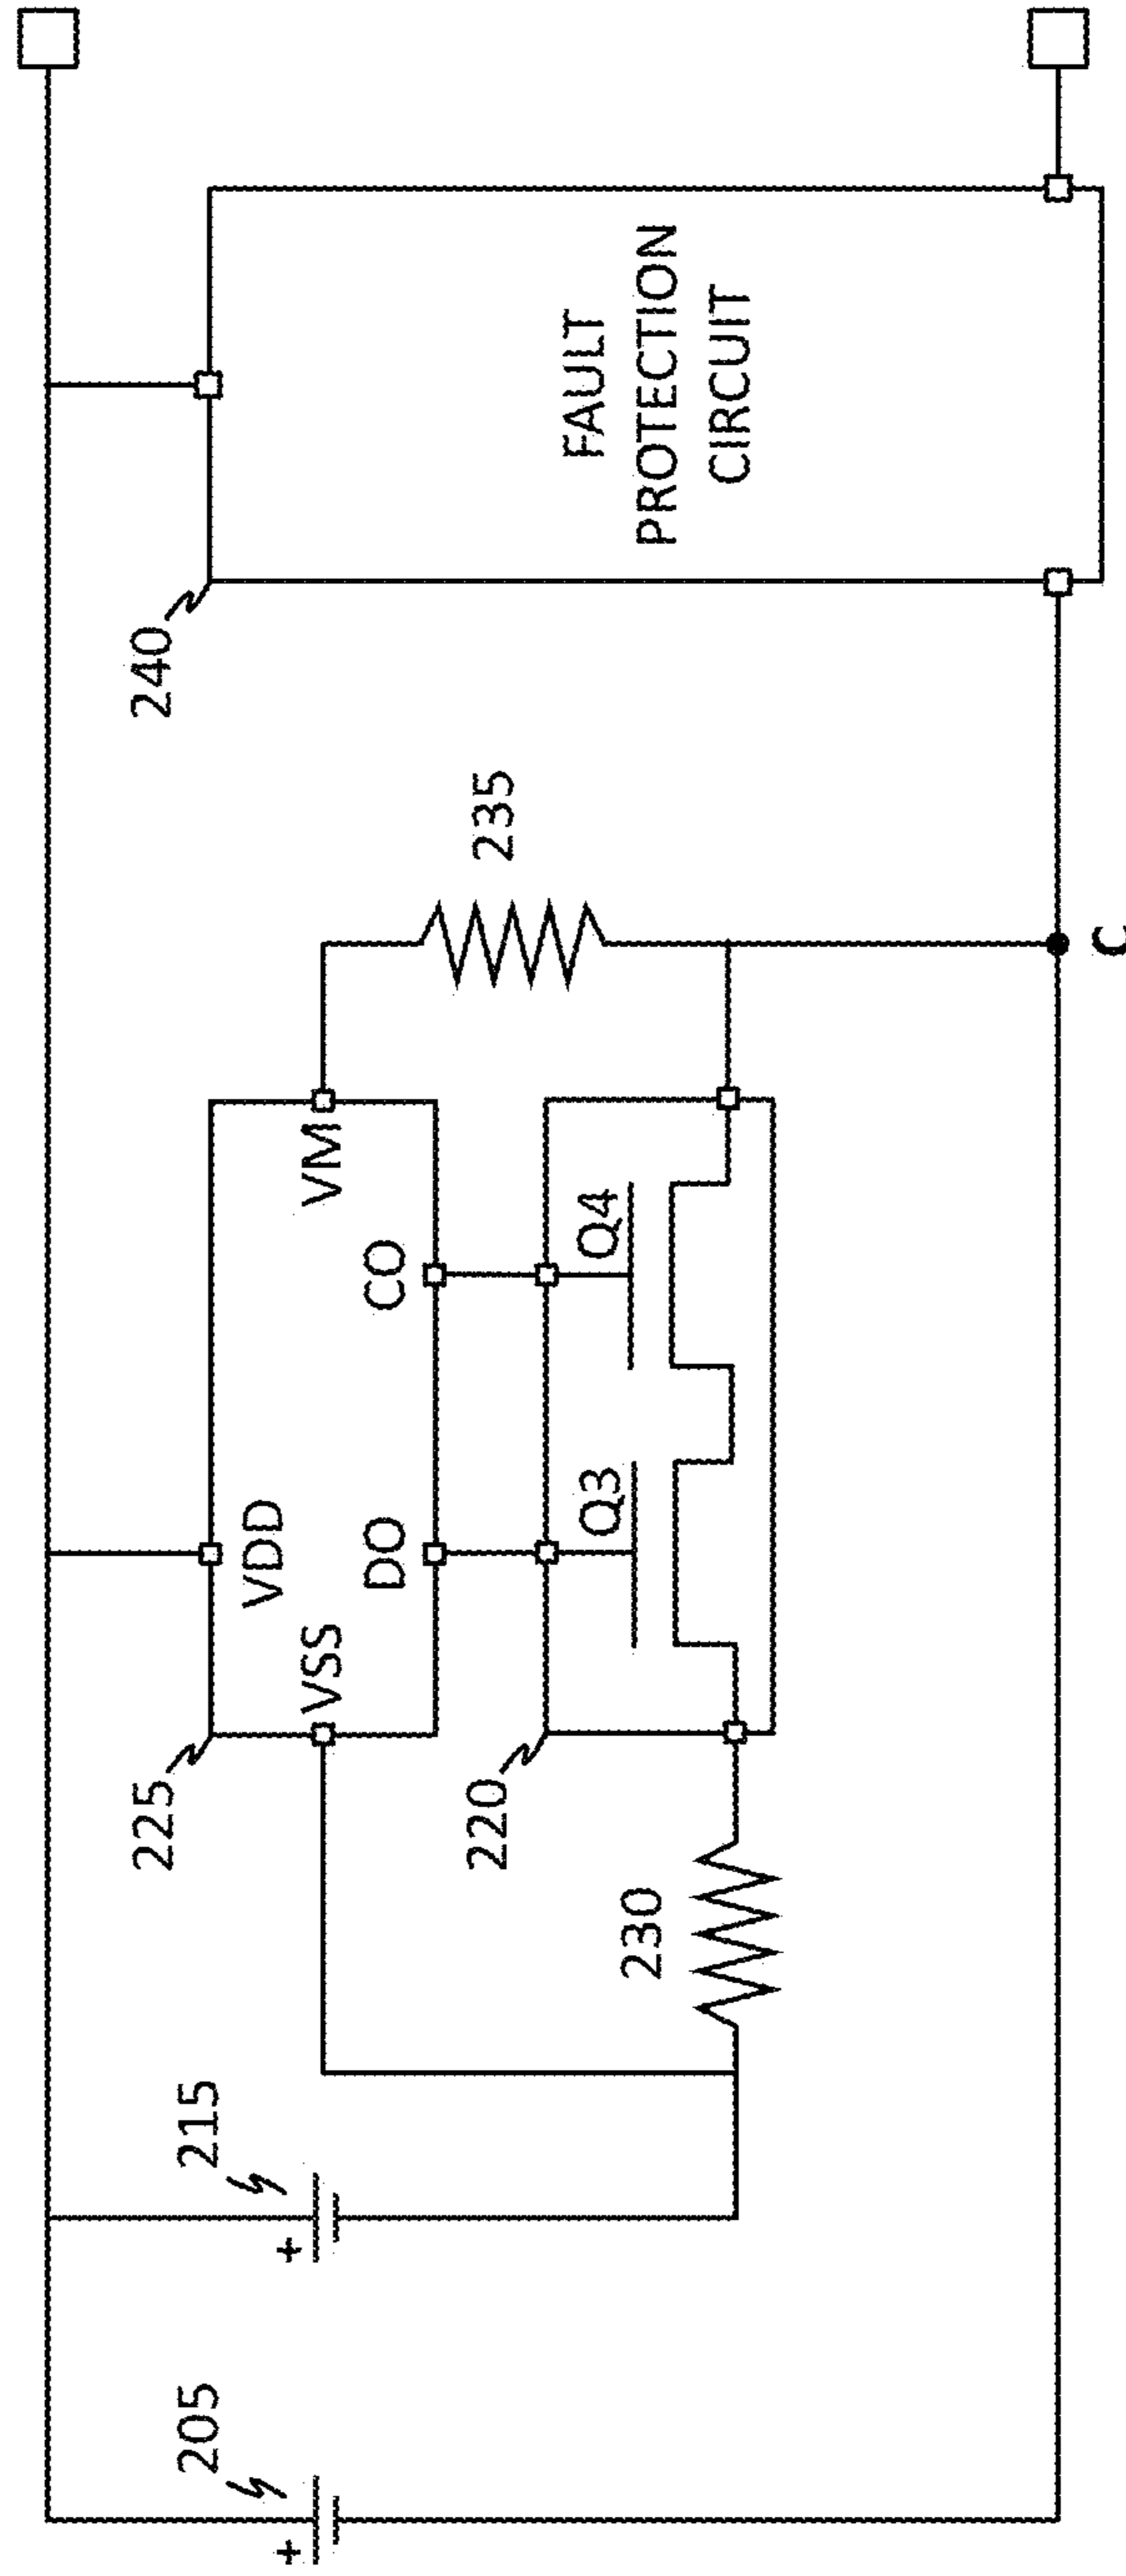 +
205
+
215
225
VSS
VDD
VM
DO
CO
220
Q3
Q4
230
235
240
FAULT
PROTECTION
CIRCUIT
C